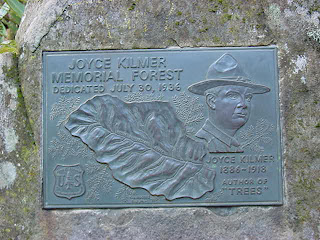 JOYCE KILMER
MEMORIAL FOREST
DEDICATED JULY 30, 1936
JOYCE KILMER
1886-1918
AUTHOR OF
"TREES"